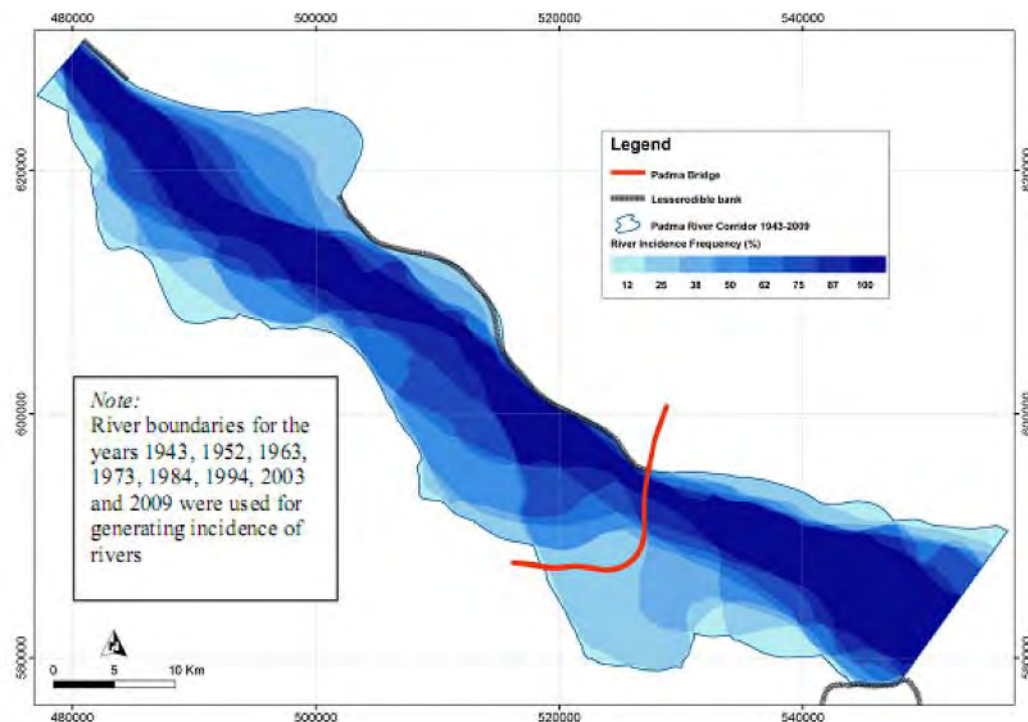 480000 500000 520000 540000
620000
620000
Legend
Padma Bridge
Lesserodible bank
Padma River Corridor 1943-2009
River Incidence Frequency (%)
12 25 38 50 62 75 87 100
600000
600000
Note:
River boundaries for the
years 1943, 1952, 1963,
1973, 1984, 1994, 2003
and 2009 were used for
generating incidence of
rivers
N
0 5 10 Km
580000
580000
480000 500000 520000 540000